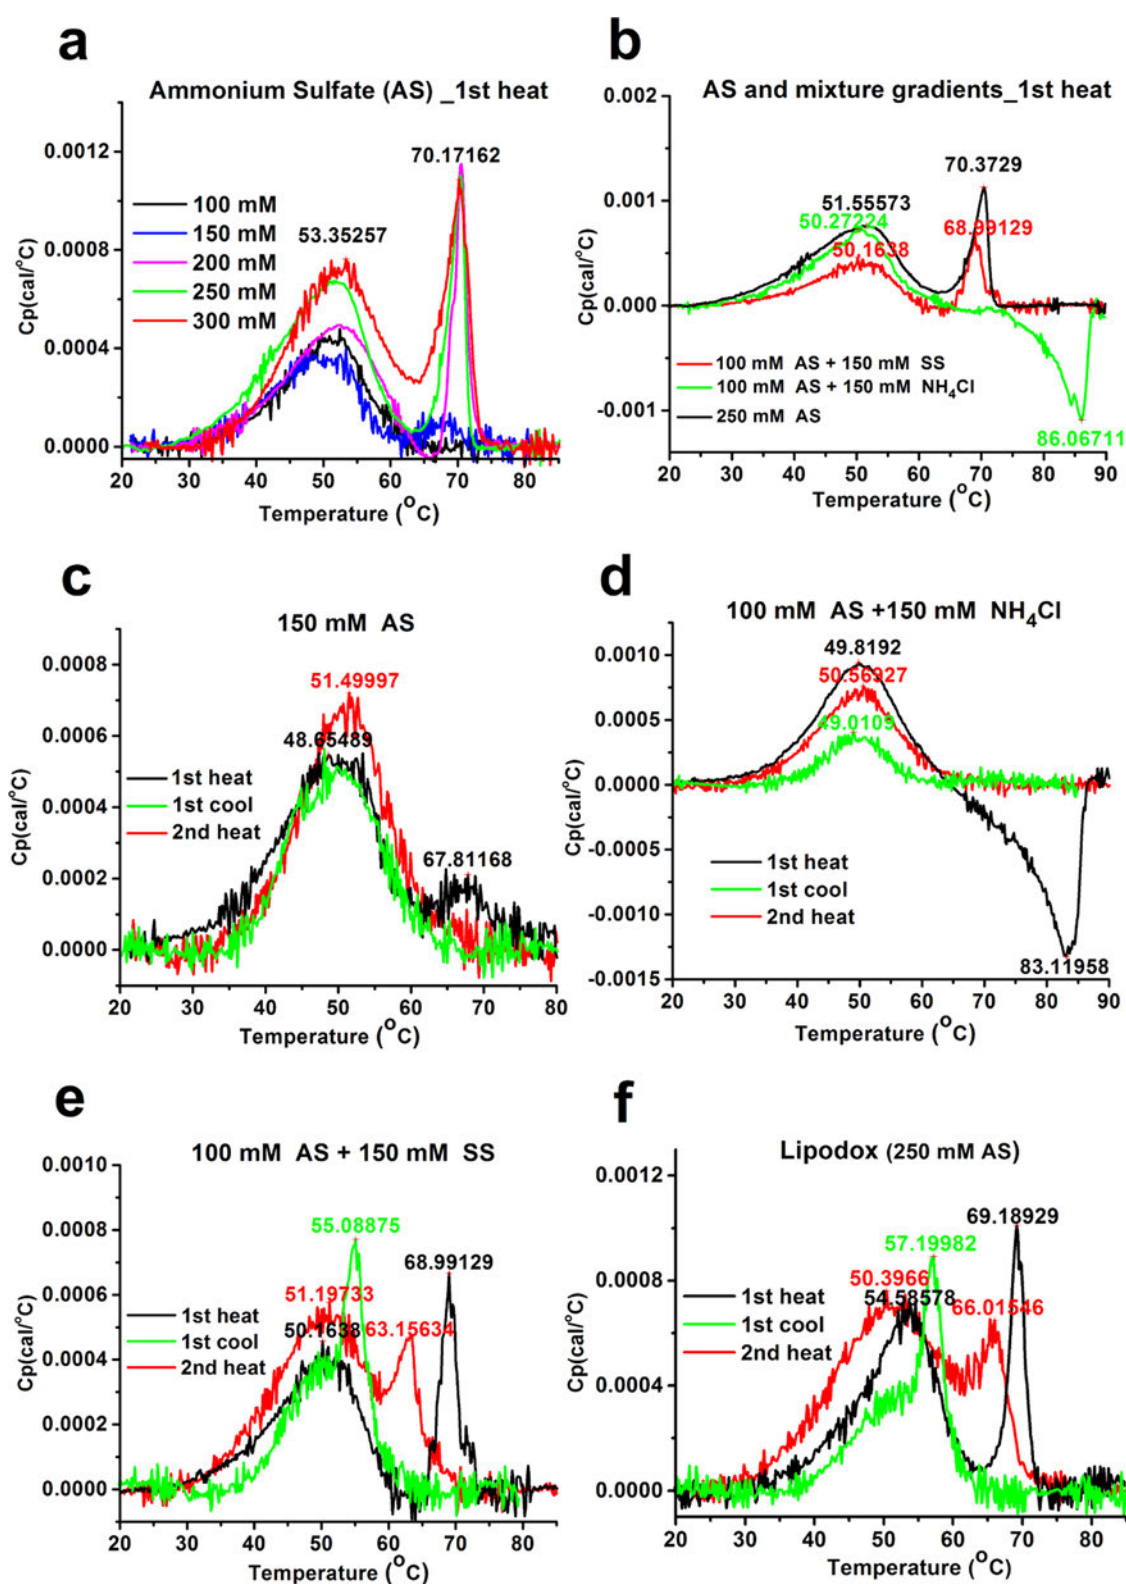 a
Ammonium Sulfate (AS) _1st heat
70.17162
53.35257
100 mM
150 mM
200 mM
250 mM
300 mM
0.0012
0.0008
0.0004
0.0000
Cp(cal/°C)
20 30 40 50 60 70 80
Temperature (°C)
b
AS and mixture gradients_1st heat
0.002
0.001
0.000
-0.001
Cp(cal/°C)
70.3729
51.55573
50.27224
68.99129
50.1638
100 mM AS + 150 mM SS
100 mM AS + 150 mM NH₄Cl
250 mM AS
86.06711
20 30 40 50 60 70 80 90
Temperature (°C)
c
150 mM AS
0.0008
0.0006
0.0004
0.0002
0.0000
Cp(cal/°C)
51.49997
48.65489
67.81168
1st heat
1st cool
2nd heat
20 30 40 50 60 70 80
Temperature (°C)
d
100 mM AS +150 mM NH₄Cl
0.0010
0.0005
0.0000
-0.0005
-0.0010
-0.0015
Cp(cal/°C)
49.8192
50.56927
49.0109
1st heat
1st cool
2nd heat
83.11958
20 30 40 50 60 70 80 90
Temperature (°C)
e
100 mM AS + 150 mM SS
0.0010
0.0008
0.0006
0.0004
0.0002
0.0000
Cp(cal/°C)
55.08875
68.99129
51.19733
63.15634
50.1638
1st heat
1st cool
2nd heat
20 30 40 50 60 70 80
Temperature (°C)
f
Lipodox (250 mM AS)
0.0012
0.0008
0.0004
0.0000
Cp(cal/°C)
69.18929
57.19982
50.3966
54.58578
66.01546
1st heat
1st cool
2nd heat
20 30 40 50 60 70 80
Temperature (°C)